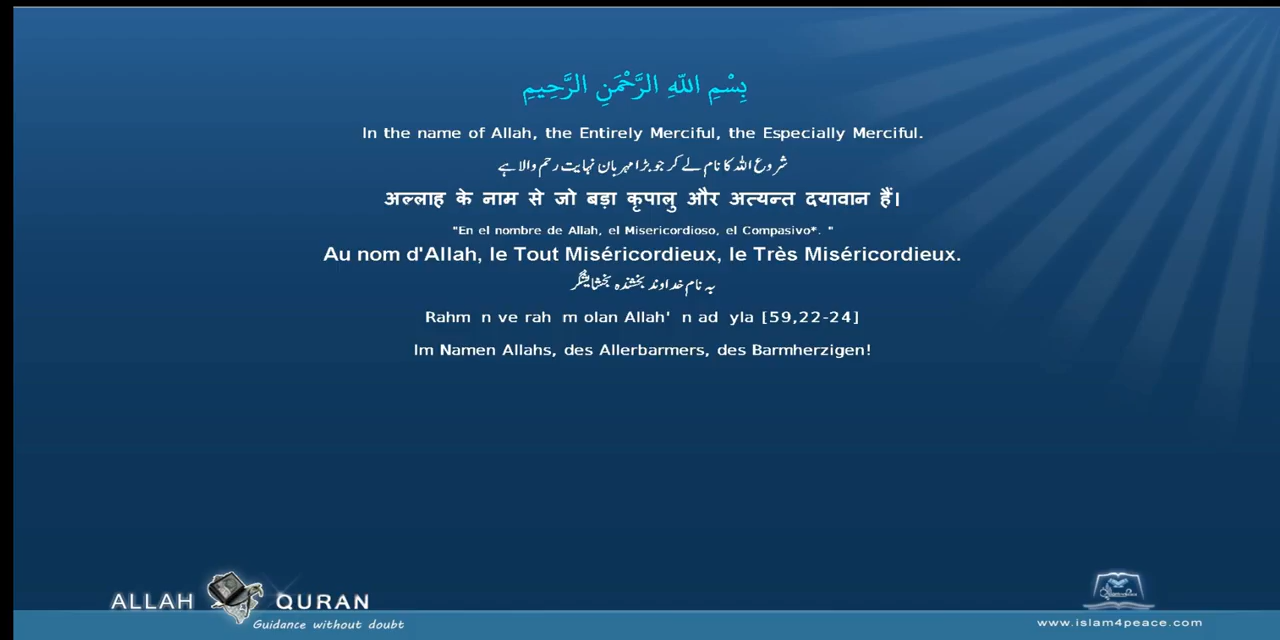 بِسْمِ اللّهِ الرَّحْمَنِ الرَّحِيمِ
In the name of Allah, the Entirely Merciful, the Especially Merciful.
شروع الله کا نام لے کر جو بڑا مہربان نہایت رحم والا ہے
अल्लाह के नाम से जो बड़ा कृपालु और अत्यन्त दयावान हैं।
"En el nombre de Allah, el Misericordioso, el Compasivo*. "
Au nom d'Allah, le Tout Miséricordieux, le Très Miséricordieux.
به نام خداوند بخشنده بخشایشگر
Rahm n ve rah m olan Allah' n ad yla [59,22-24]
Im Namen Allahs, des Allerbarmers, des Barmherzigen!
ALLAH QURAN
Guidance without doubt
www.islam4peace.com